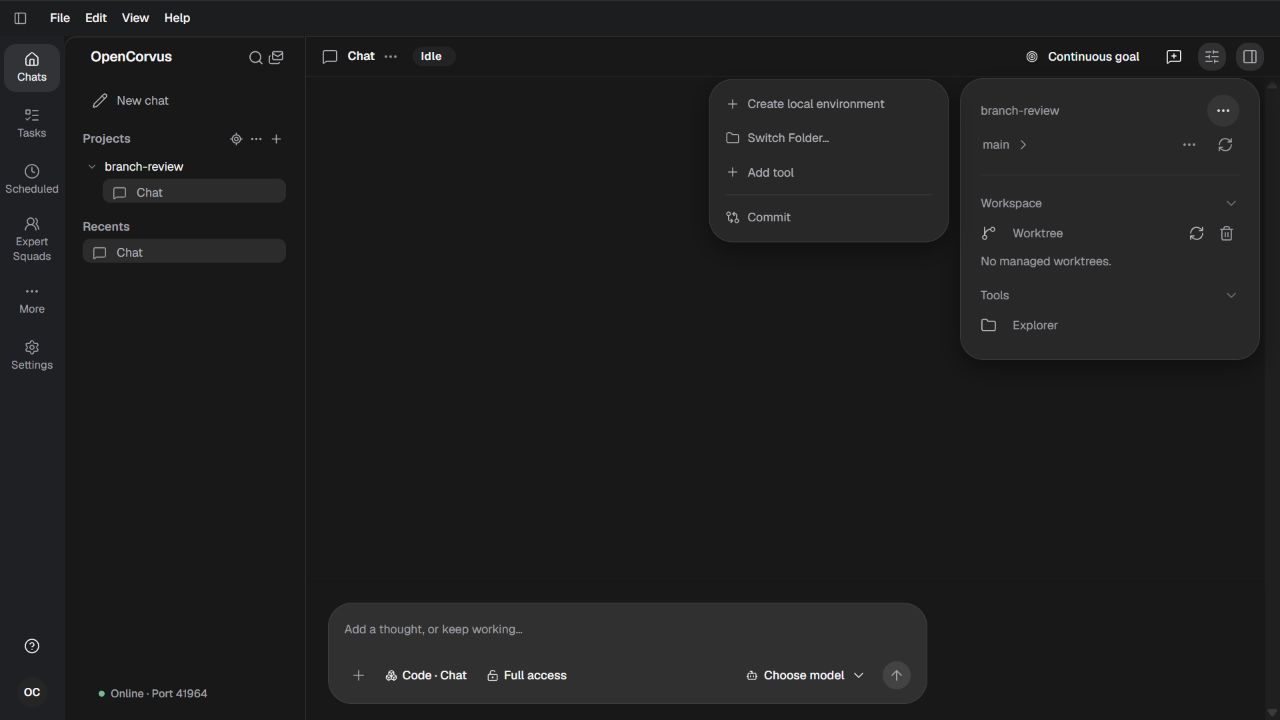 File Edit View Help
OpenCorvus
Chat
Idle
Continuous goal
Chats
Tasks
Scheduled
Expert
Squads
More
Settings
New chat
Projects
branch-review
Chat
Recents
Chat
Create local environment
Switch Folder...
Add tool
Commit
branch-review
main
Workspace
Worktree
No managed worktrees.
Tools
Explorer
Add a thought, or keep working...
Code · Chat
Full access
Choose model
OC
Online · Port 41964